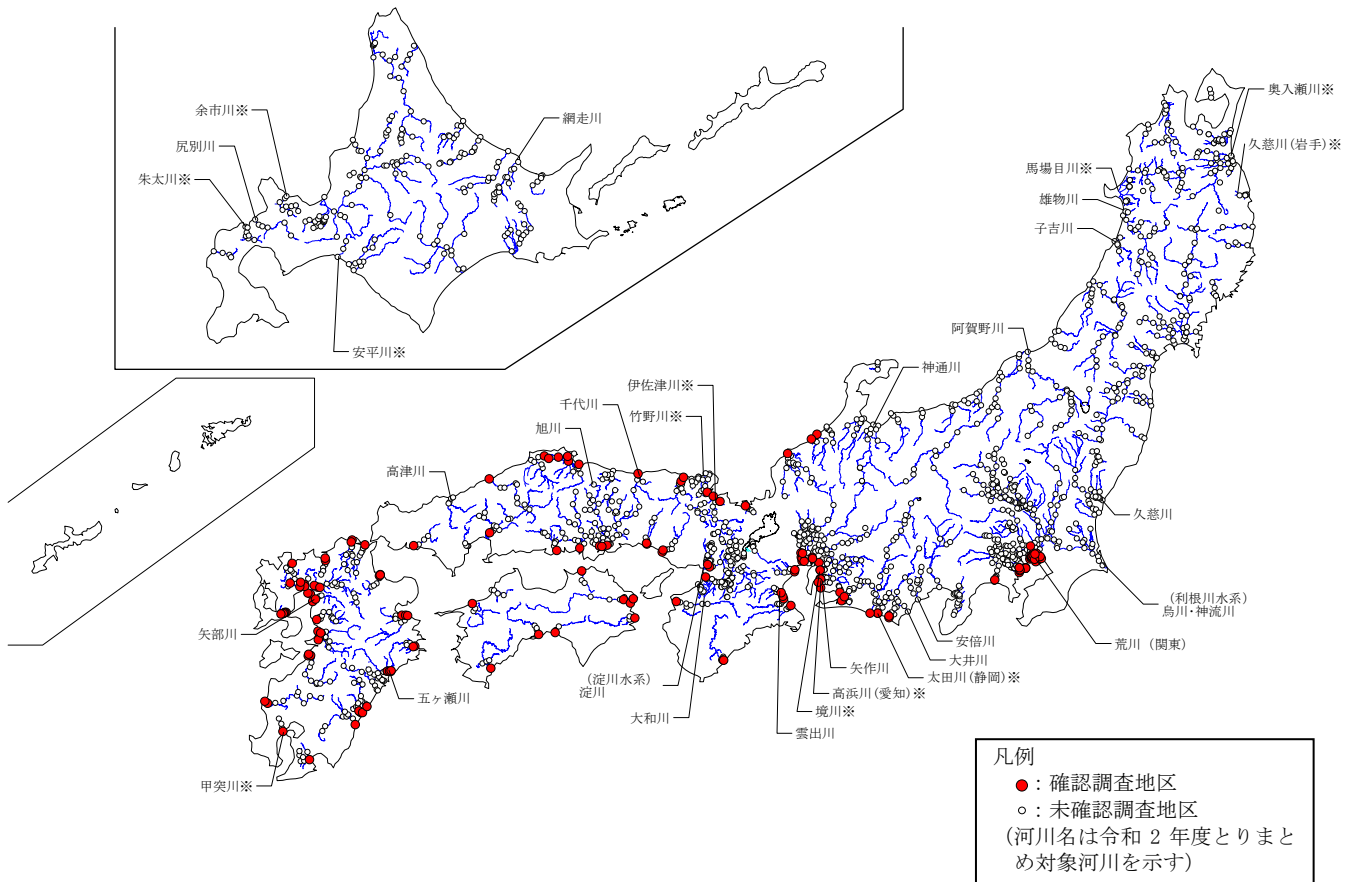 余市川※
尻別川
朱太川※
網走川
安平川※
奥入瀬川※
久慈川(岩手)※
馬場目川※
雄物川
子吉川
阿賀野川
神通川
伊佐津川※
千代川
竹野川※
旭川
高津川
久慈川
(利根川水系)
烏川・神流川
荒川 (関東)
安倍川
大井川
太田川(静岡)※
矢作川
高浜川(愛知)※
境川※
雲出川
(淀川水系)
淀川
大和川
矢部川
五ヶ瀬川
甲突川※
凡例
●：確認調査地区
○：未確認調査地区
(河川名は令和 2 年度とりまと
め対象河川を示す)